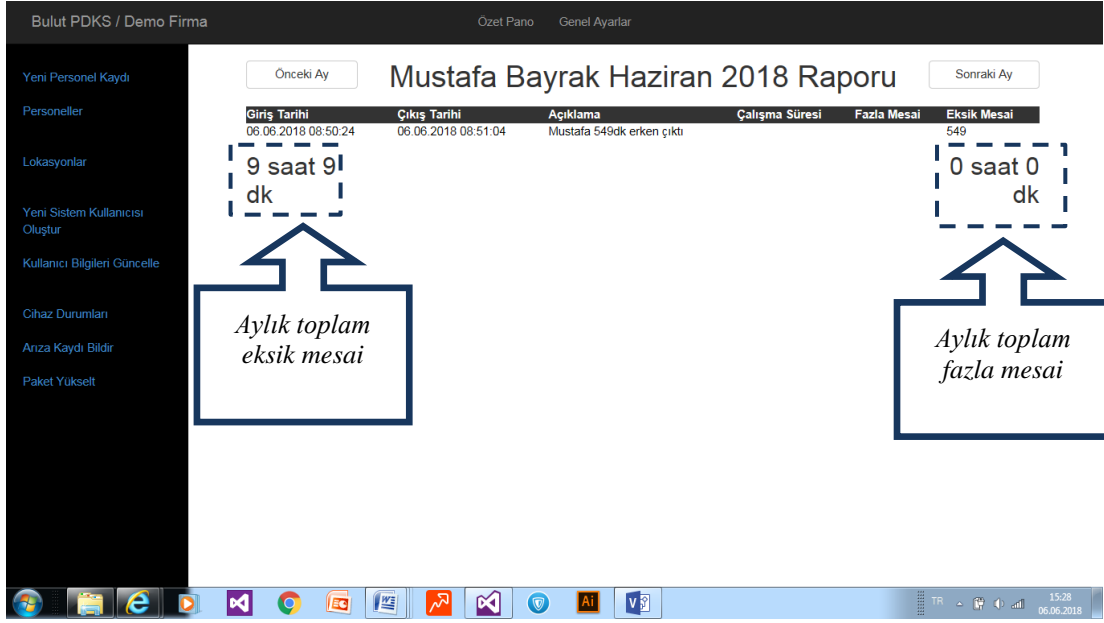 Bulut PDKS / Demo Firma
Özet Pano
Genel Ayarlar
Yeni Personel Kaydı
Personeller
Lokasyonlar
Yeni Sistem Kullanıcısı
Oluştur
Kullanıcı Bilgileri Güncelle
Cihaz Durumları
Arıza Kaydı Bildir
Paket Yükselt
Önceki Ay
Mustafa Bayrak Haziran 2018 Raporu
Sonraki Ay
Giriş Tarihi Çıkış Tarihi Açıklama Çalışma Süresi Fazla Mesai Eksik Mesai
06.06.2018 08:50:24 06.06.2018 08:51:04 Mustafa 549dk erken çıktı 549
9 saat 9
dk
0 saat 0
dk
Aylık toplam
eksik mesai
Aylık toplam
fazla mesai
Ai
TR
15:28
06.06.2018